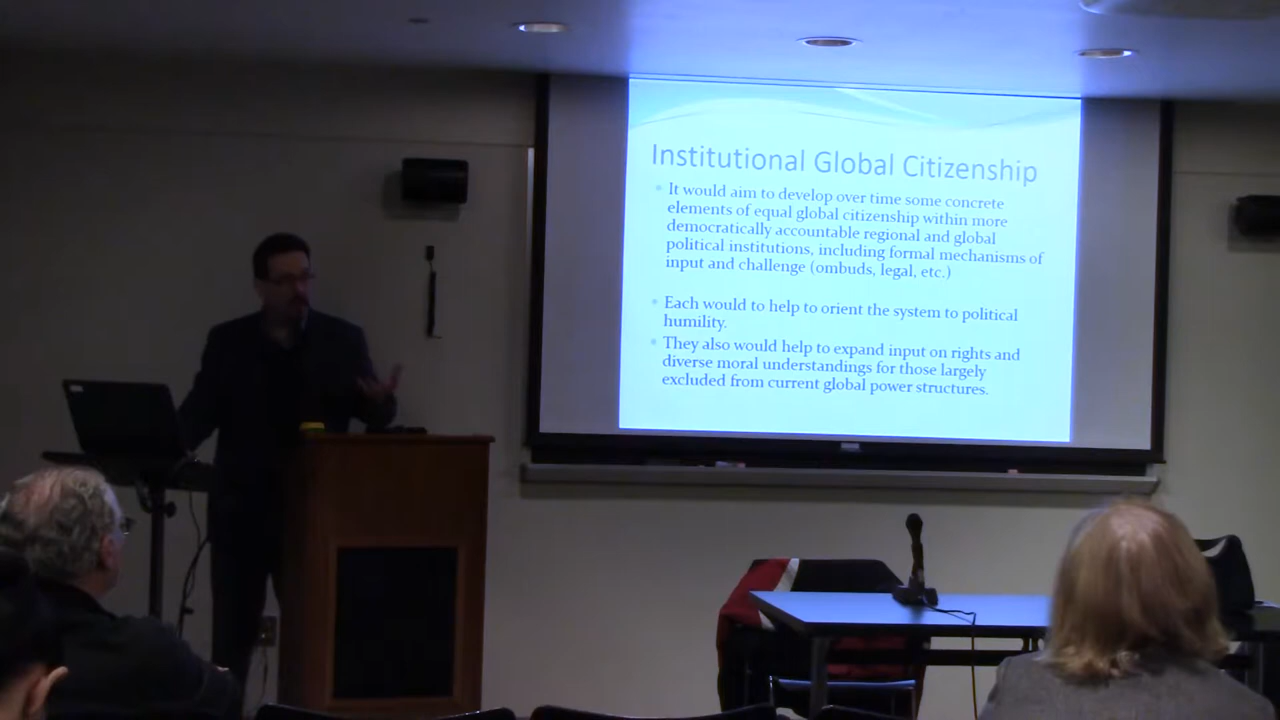 Institutional Global Citizenship
It would aim to develop over time some concrete
elements of equal global citizenship within more
democratically accountable regional and global
political institutions, including formal mechanisms of
input and challenge (ombuds, legal, etc.)
Each would to help to orient the system to political
humility.
They also would help to expand input on rights and
diverse moral understandings for those largely
excluded from current global power structures.